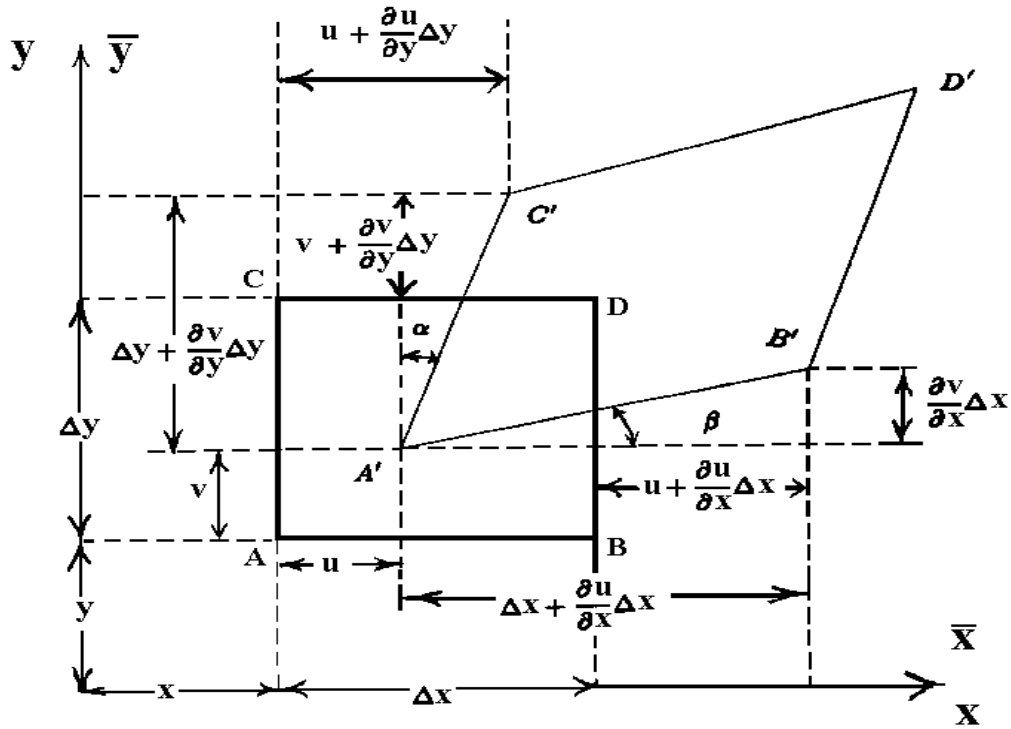 u + ∂u/∂y Δy
y ȳ
D'
C'
v + ∂v/∂y Δy
C
D
α
Δy + ∂v/∂y Δy
B'
∂v/∂x Δx
Δy
β
A'
u + ∂u/∂x Δx
v
A
B
u
Δx + ∂u/∂x Δx
y
x̄
x
Δx
x